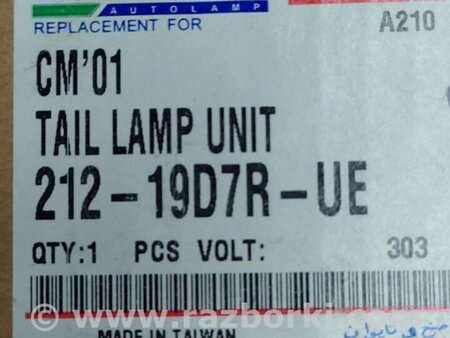 AUTOLAMP
REPLACEMENT FOR
A210
CM'01
TAIL LAMP UNIT
212-19D7R-UE
QTY:1 PCS VOLT: 303
© www.razborki.com
MADE IN TAIWAN